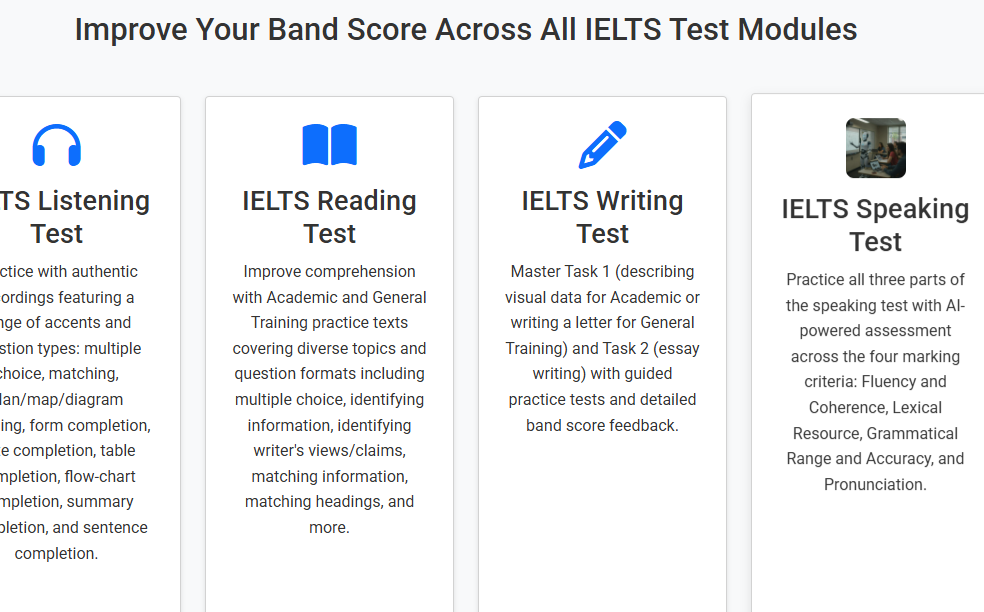 Improve Your Band Score Across All IELTS Test Modules
TS Listening
Test
ctice with authentic
ordings featuring a
nge of accents and
stion types: multiple
choice, matching,
lan/map/diagram
ing, form completion,
te completion, table
mpletion, flow-chart
mpletion, summary
pletion, and sentence
completion.
IELTS Reading
Test
Improve comprehension
with Academic and General
Training practice texts
covering diverse topics and
question formats including
multiple choice, identifying
information, identifying
writer's views/claims,
matching information,
matching headings, and
more.
IELTS Writing
Test
Master Task 1 (describing
visual data for Academic or
writing a letter for General
Training) and Task 2 (essay
writing) with guided
practice tests and detailed
band score feedback.
IELTS Speaking
Test
Practice all three parts of
the speaking test with AI-
powered assessment
across the four marking
criteria: Fluency and
Coherence, Lexical
Resource, Grammatical
Range and Accuracy, and
Pronunciation.